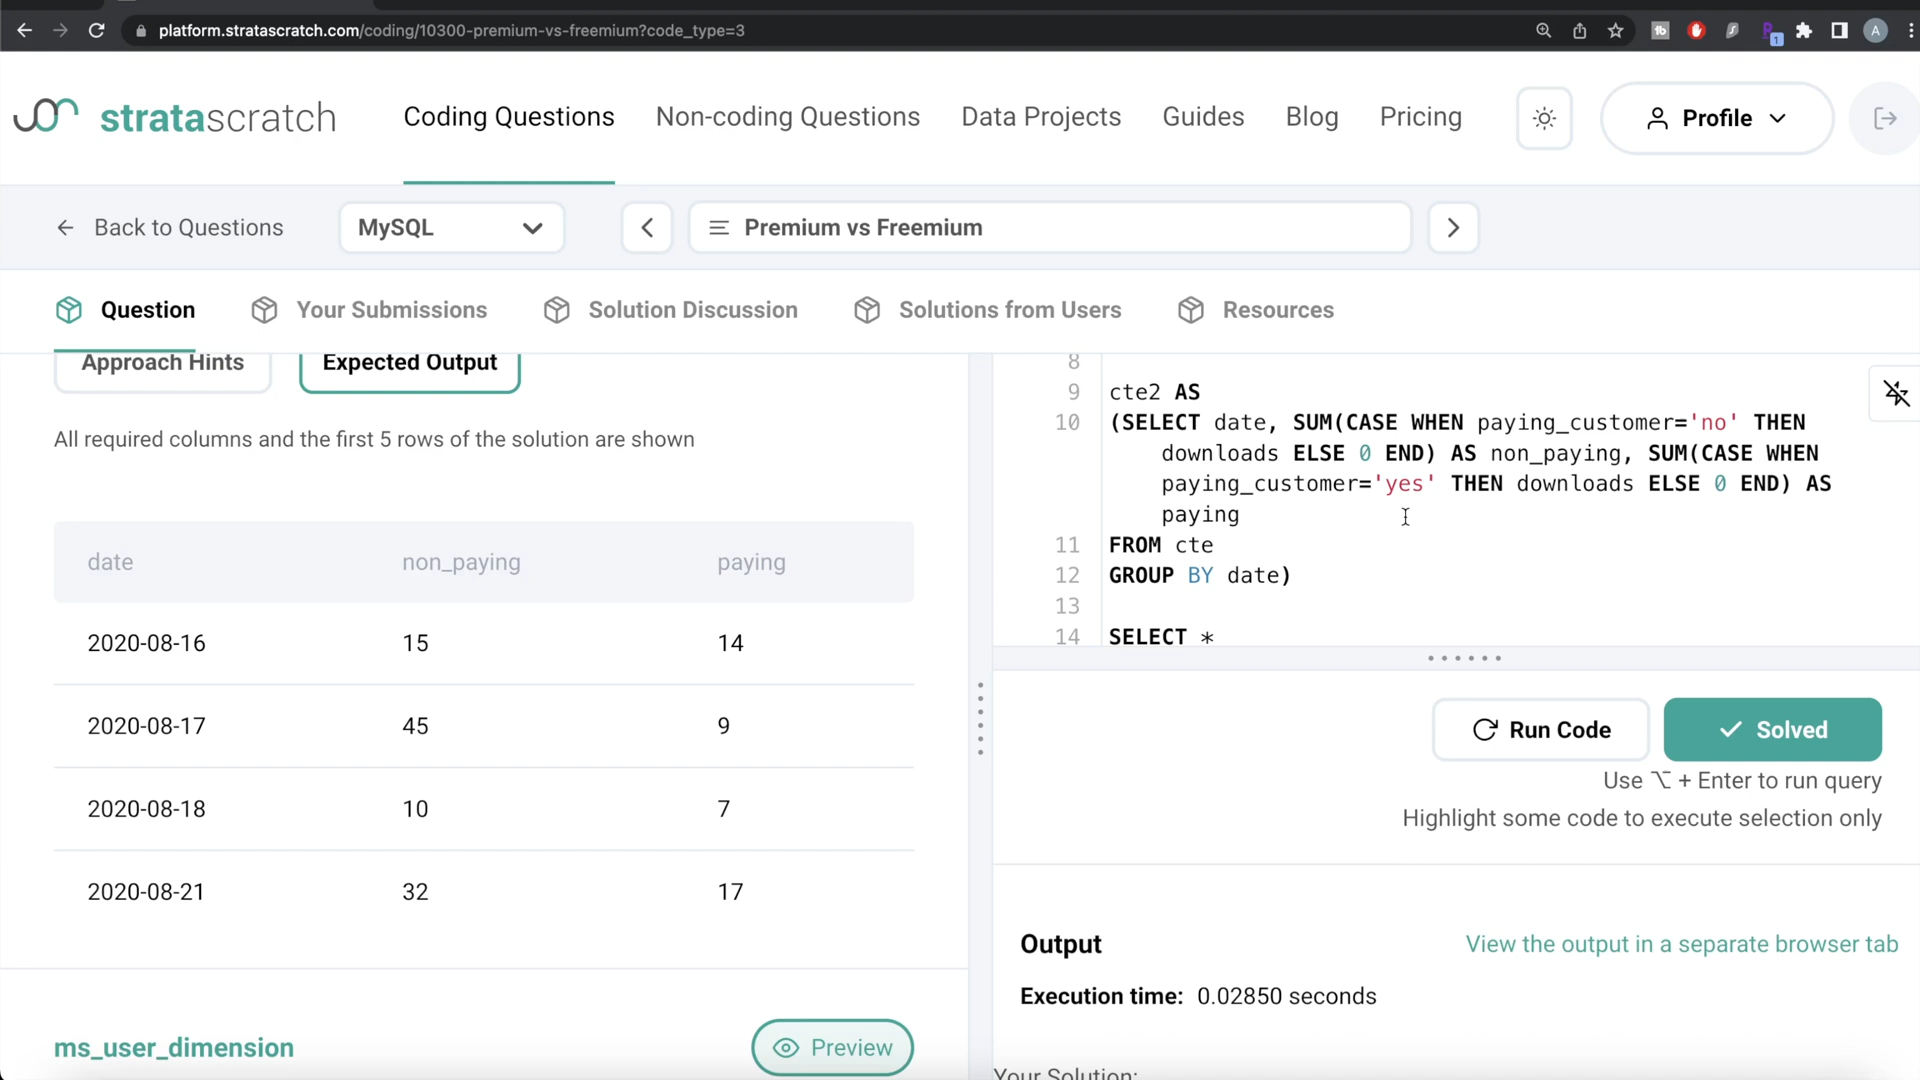 platform.stratascratch.com/coding/10300-premium-vs-freemium?code_type=3
tb
1
A
stratascratch
Coding Questions
Non-coding Questions
Data Projects
Guides
Blog
Pricing
Profile
Back to Questions
MySQL
Premium vs Freemium
Question
Your Submissions
Solution Discussion
Solutions from Users
Resources
Approach Hints
Expected Output
All required columns and the first 5 rows of the solution are shown
date non_paying paying
2020-08-16 15 14
2020-08-17 45 9
2020-08-18 10 7
2020-08-21 32 17
ms_user_dimension
Preview
8
9 cte2 AS
10 (SELECT date, SUM(CASE WHEN paying_customer='no' THEN
downloads ELSE 0 END) AS non_paying, SUM(CASE WHEN
paying_customer='yes' THEN downloads ELSE 0 END) AS
paying
11 FROM cte
12 GROUP BY date)
13
14 SELECT *
Run Code
Solved
Use ⌥ + Enter to run query
Highlight some code to execute selection only
Output
View the output in a separate browser tab
Execution time: 0.02850 seconds
Your Solution: